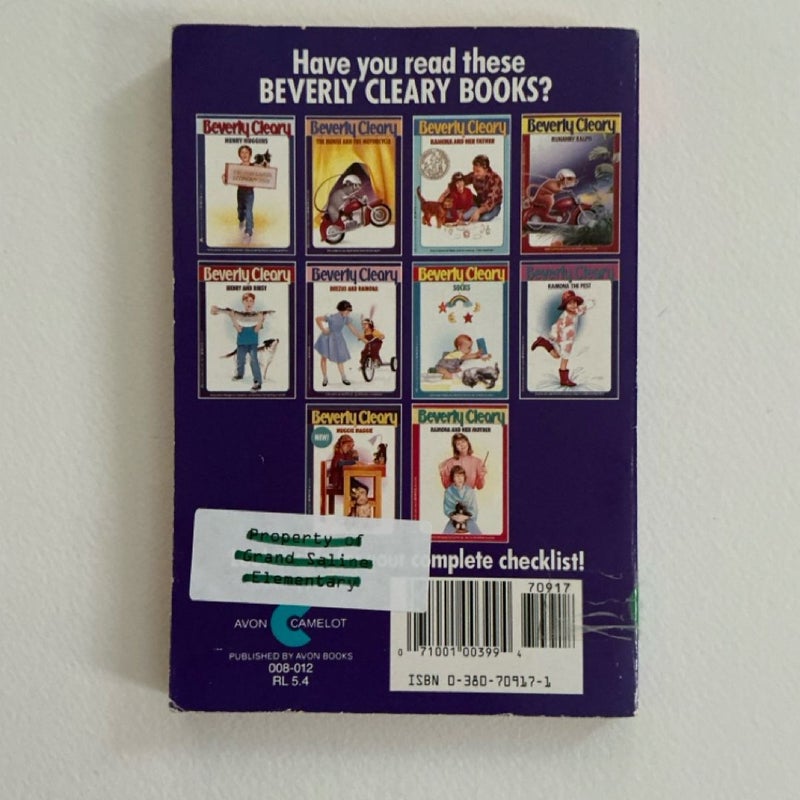 Have you read these
BEVERLY CLEARY BOOKS?
Beverly Cleary
HENRY HUGGINS
Beverly Cleary
THE MOUSE AND THE MOTORCYCLE
Beverly Cleary
RAMONA AND HER FATHER
Beverly Cleary
RUNAWAY RALPH
Beverly Cleary
HENRY AND RIBSY
Beverly Cleary
BEEZUS AND RAMONA
Beverly Cleary
SOCKS
Beverly Cleary
RAMONA THE PEST
Beverly Cleary
MUGGIE MAGGIE
NEW!
Beverly Cleary
RAMONA AND HER MOTHER
complete checklist!
Property of
Grand Saline
Elementary
AVON CAMELOT
PUBLISHED BY AVON BOOKS
008-012
RL 5.4
70917
0 71001 00399 4
ISBN 0-380-70917-1